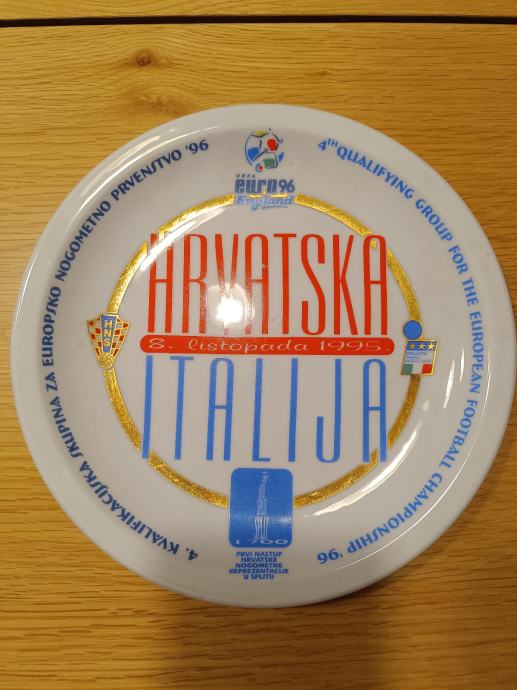 4. KVALIFIKACIJSKA SKUPINA ZA EUROPSKO NOGOMETNO PRVENSTVO '96
4TH QUALIFYING GROUP FOR THE EUROPEAN FOOTBALL CHAMPIONSHIP '96
UEFA
euro96
England
HRVATSKA
8. listopada 1995.
ITALIJA
HNS
1700
PRVI NASTUP
HRVATSKE
NOGOMETNE
REPREZENTACIJE
U SPLITU